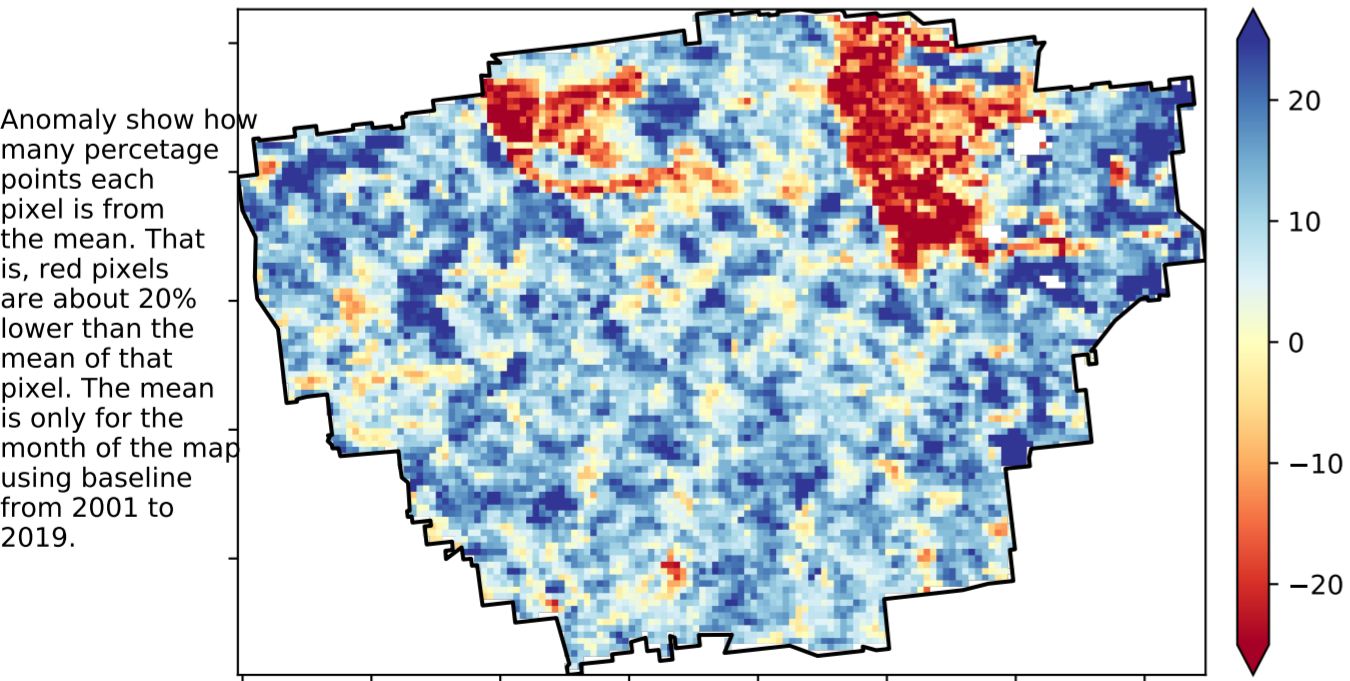 Anomaly show how
many percetage
points each
pixel is from
the mean. That
is, red pixels
are about 20%
lower than the
mean of that
pixel. The mean
is only for the
month of the map
using baseline
from 2001 to
2019.
20
10
0
−10
−20